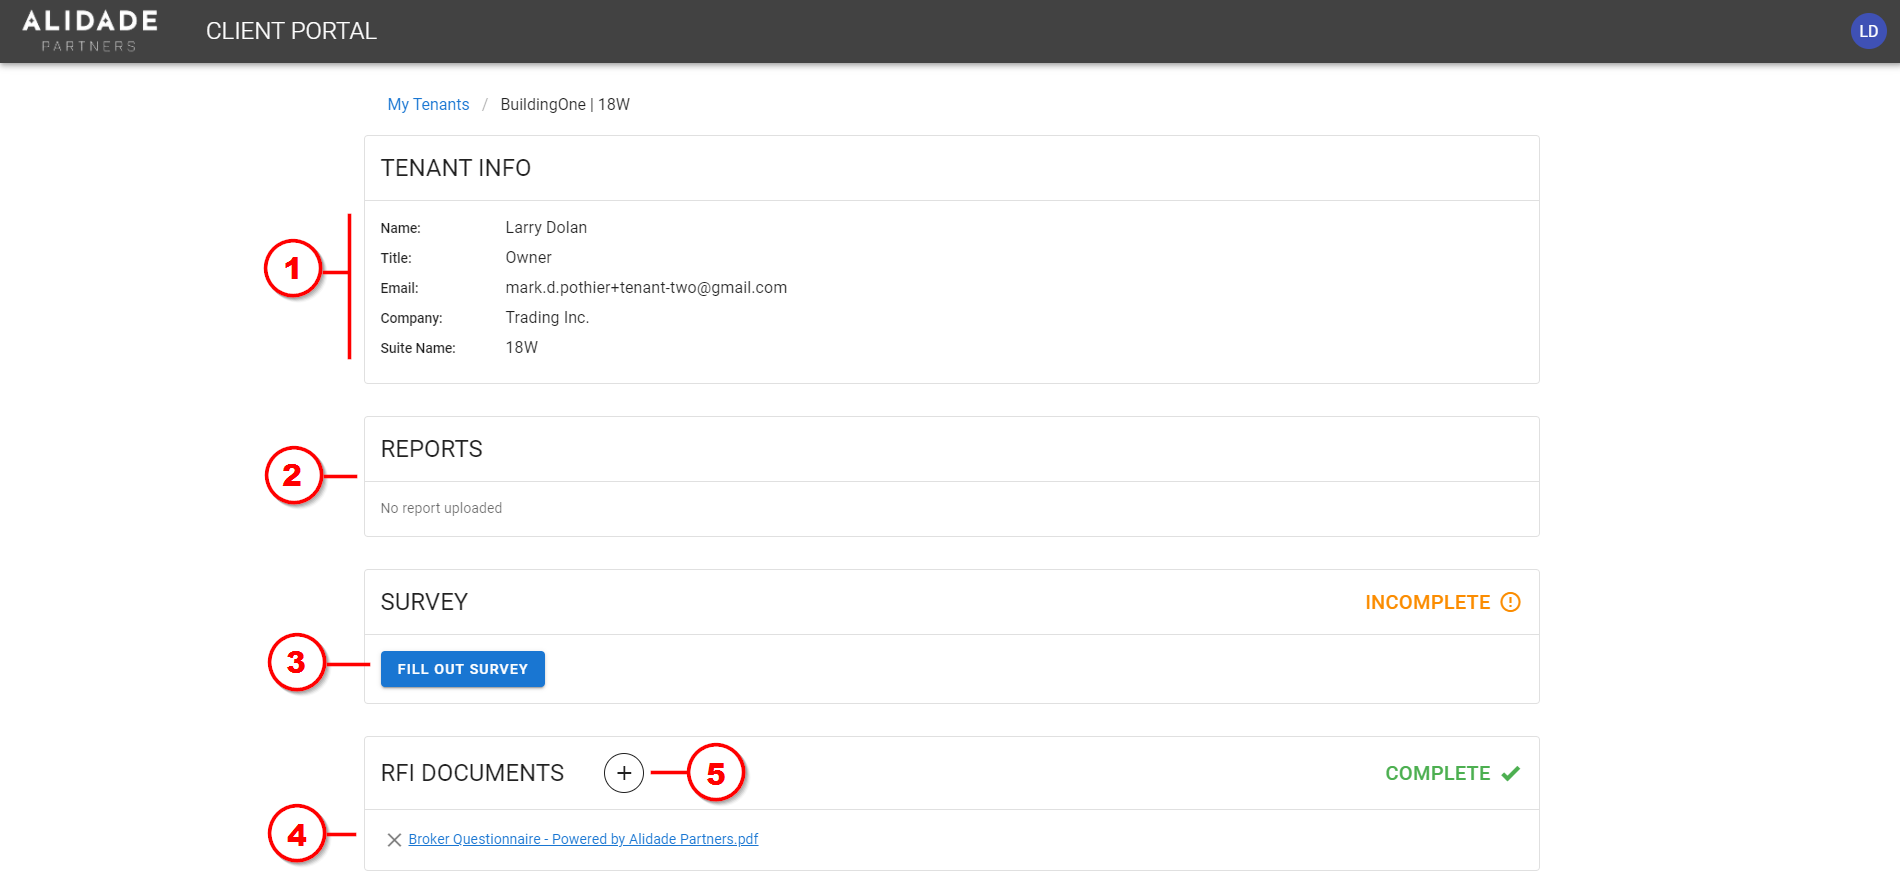 ALIDADE
PARTNERS
CLIENT PORTAL
LD
My Tenants / BuildingOne | 18W
TENANT INFO
1
Name: Larry Dolan
Title: Owner
Email: mark.d.pothier+tenant-two@gmail.com
Company: Trading Inc.
Suite Name: 18W
REPORTS
2
No report uploaded
SURVEY INCOMPLETE
3
FILL OUT SURVEY
RFI DOCUMENTS + 5 COMPLETE
4
Broker Questionnaire - Powered by Alidade Partners.pdf